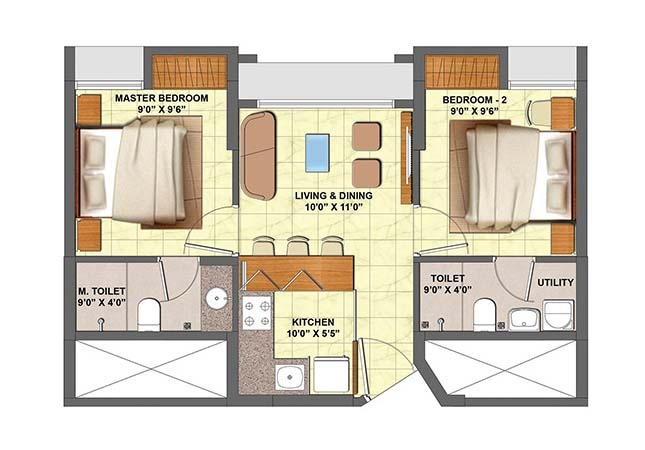 MASTER BEDROOM
9'0" X 9'6"
BEDROOM - 2
9'0" X 9'6"
LIVING & DINING
10'0" X 11'0"
M. TOILET
9'0" X 4'0"
TOILET
9'0" X 4'0"
UTILITY
KITCHEN
10'0" X 5'5"